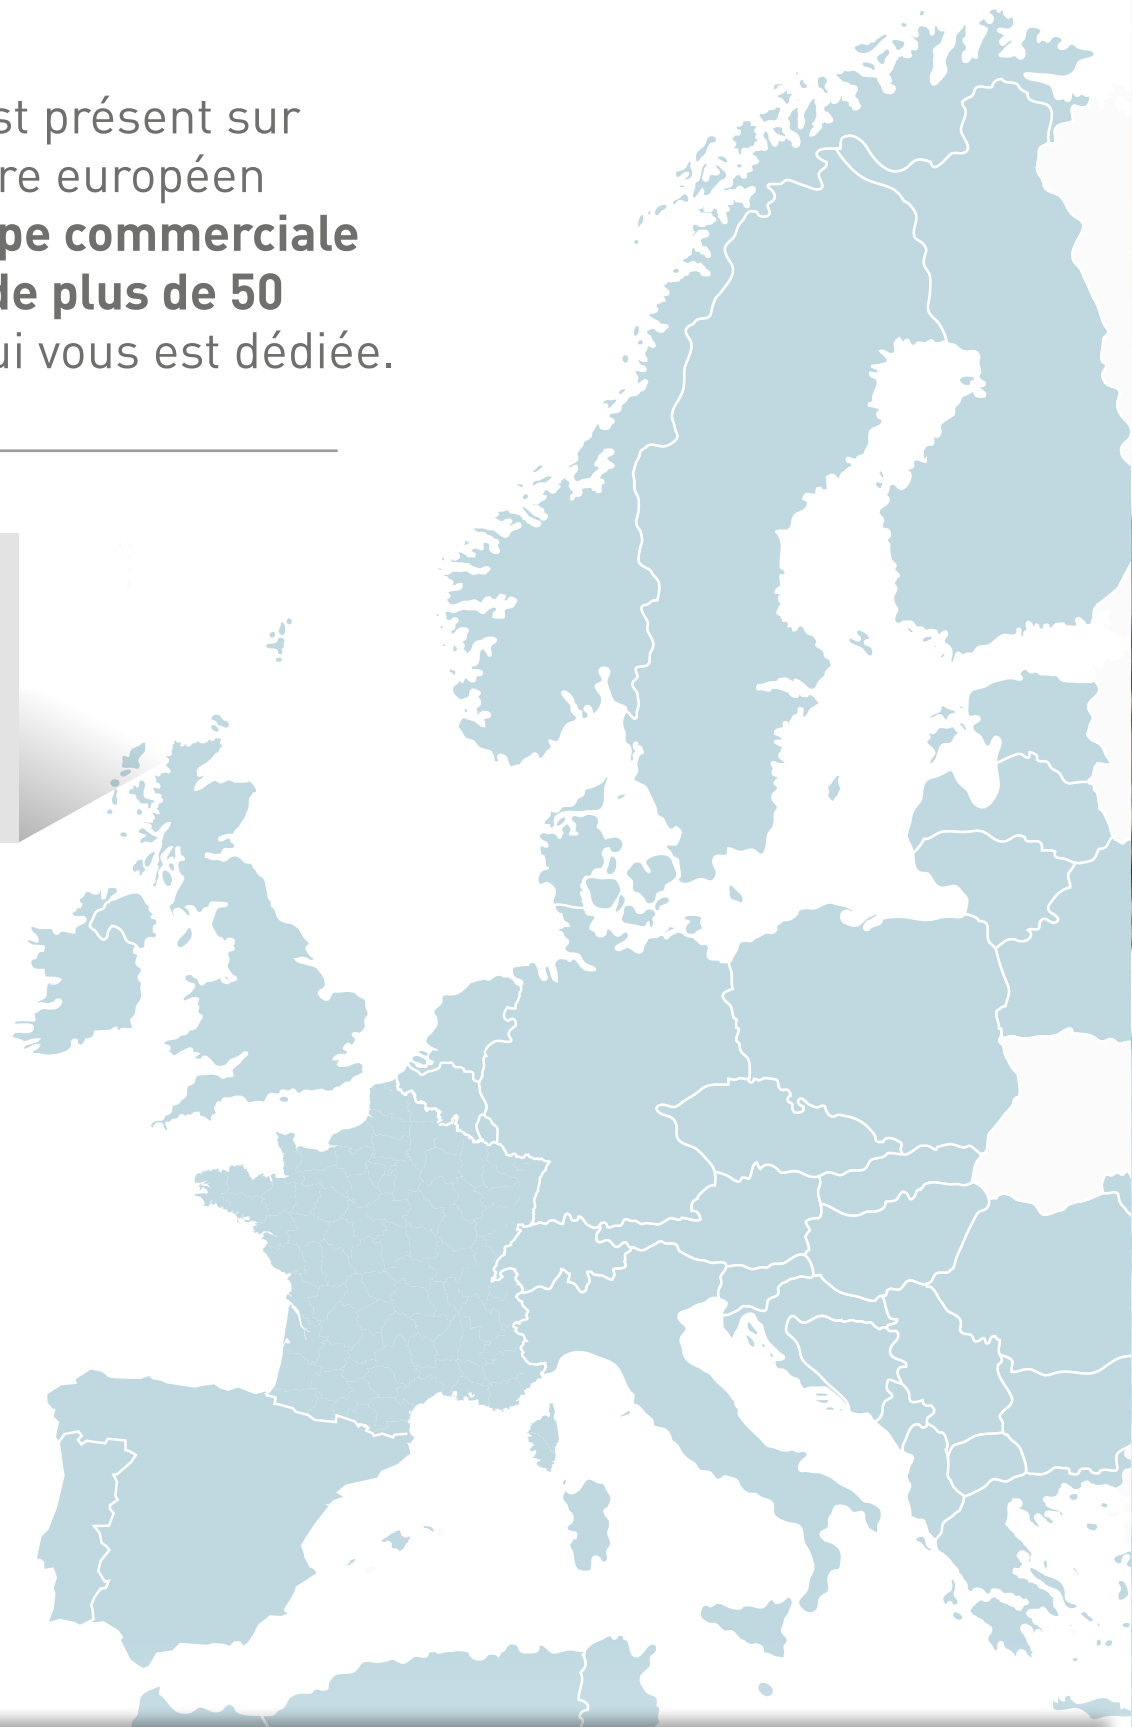 st présent sur
re européen
pe commerciale
de plus de 50
ui vous est dédiée.